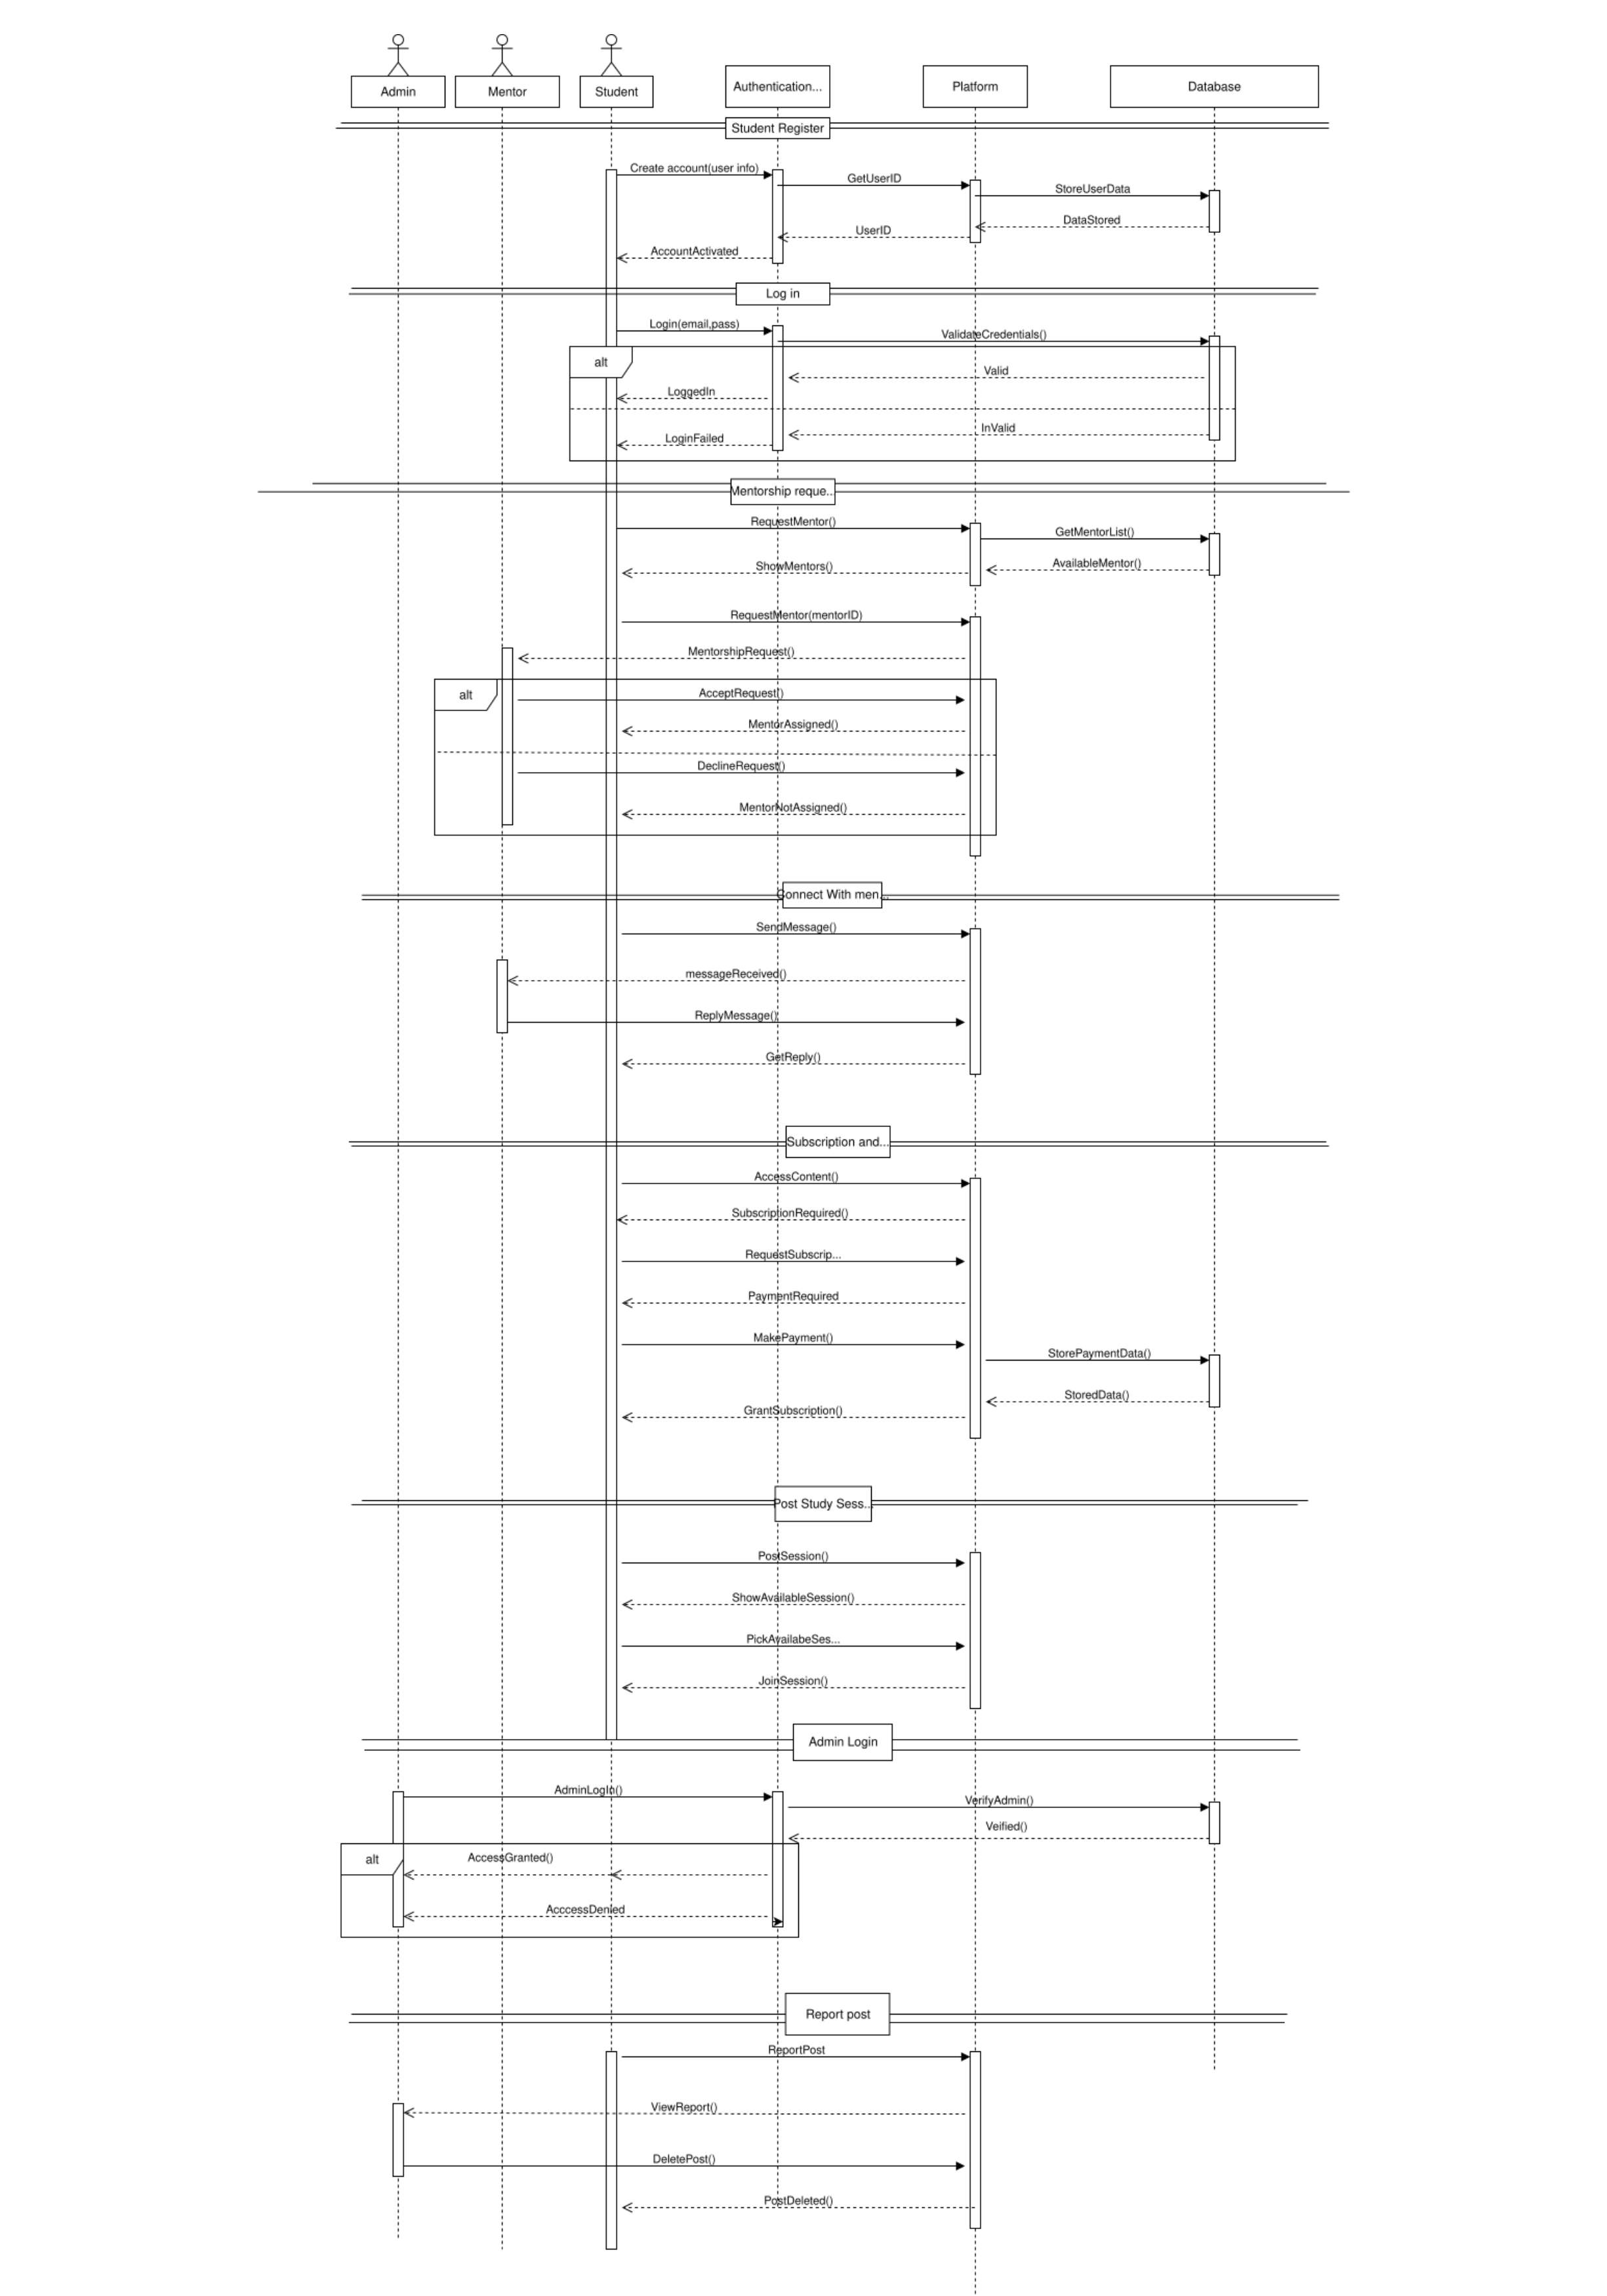 Admin
Mentor
Student
Authentication...
Platform
Database
Student Register
Create account(user info)
GetUserID
StoreUserData
DataStored
UserID
AccountActivated
Log in
Login(email,pass)
ValidateCredentials()
alt
Valid
LoggedIn
InValid
LoginFailed
Mentorship reque...
RequestMentor()
GetMentorList()
AvailableMentor()
ShowMentors()
RequestMentor(mentorID)
MentorshipRequest()
alt
AcceptRequest()
MentorAssigned()
DeclineRequest()
MentorNotAssigned()
Connect With men...
SendMessage()
messageReceived()
ReplyMessage()
GetReply()
Subscription and...
AccessContent()
SubscriptionRequired()
RequestSubscrip...
PaymentRequired
MakePayment()
StorePaymentData()
StoredData()
GrantSubscription()
Post Study Sess...
PostSession()
ShowAvailableSession()
PickAvailabeSes...
JoinSession()
Admin Login
AdminLogIn()
VerifyAdmin()
Veified()
alt
AccessGranted()
AcccessDenied
Report post
ReportPost
ViewReport()
DeletePost()
PostDeleted()